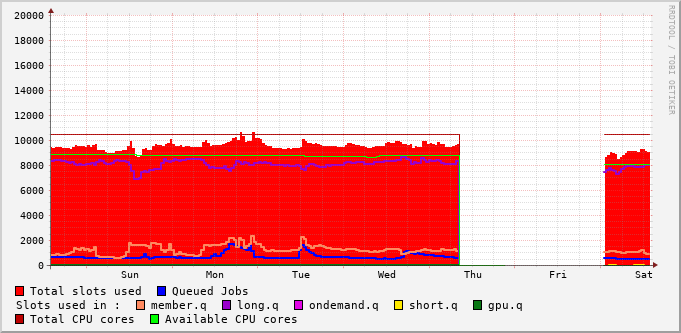 20000
18000
16000
14000
12000
10000
8000
6000
4000
2000
0
Sun Mon Tue Wed Thu Fri Sat
RRDTOOL / TOBI OETIKER
Total slots used Queued Jobs
Slots used in : member.q long.q ondemand.q short.q gpu.q
Total CPU cores Available CPU cores